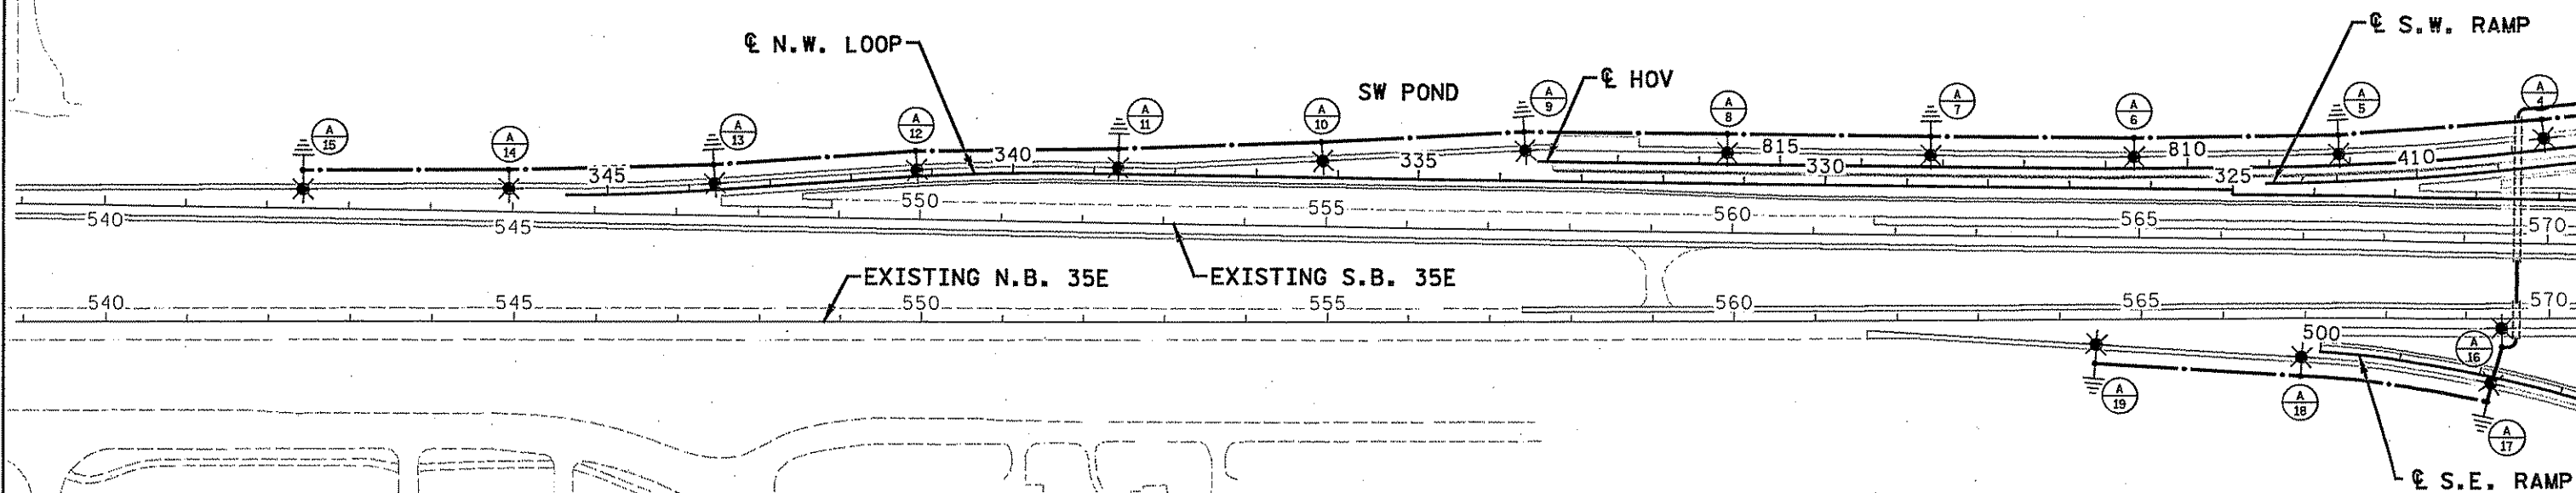 ℄ S.W. RAMP
℄ N.W. LOOP
SW POND
℄ HOV
A 15
A 14
A 13
A 12
A 11
A 10
A 9
A 8
A 7
A 6
A 5
A 4
345
340
335
815
330
810
325
410
540
545
550
555
560
565
570
EXISTING N.B. 35E
EXISTING S.B. 35E
540
545
550
555
560
565
570
500
A 16
A 19
A 18
A 17
℄ S.E. RAMP